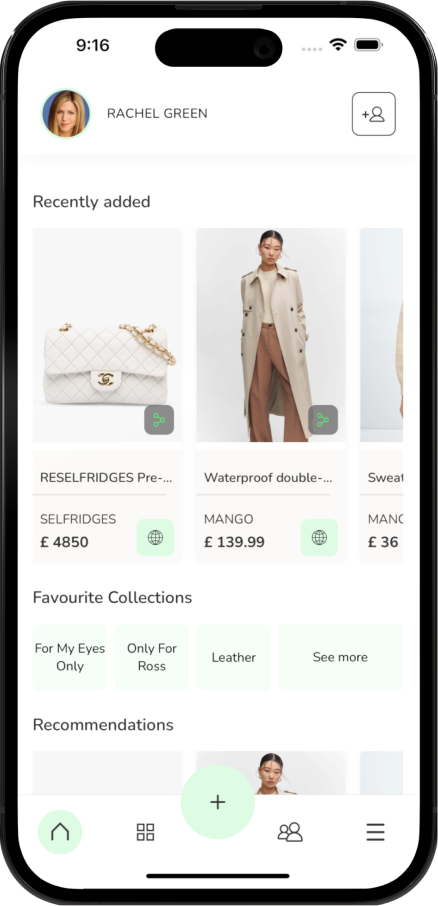 9:16
RACHEL GREEN
Recently added
RESELFRIDGES Pre-...
Waterproof double-...
Sweat
SELFRIDGES
MANGO
MANG
£ 4850
£ 139.99
£ 36
Favourite Collections
For My Eyes
Only
Only For
Ross
Leather
See more
Recommendations